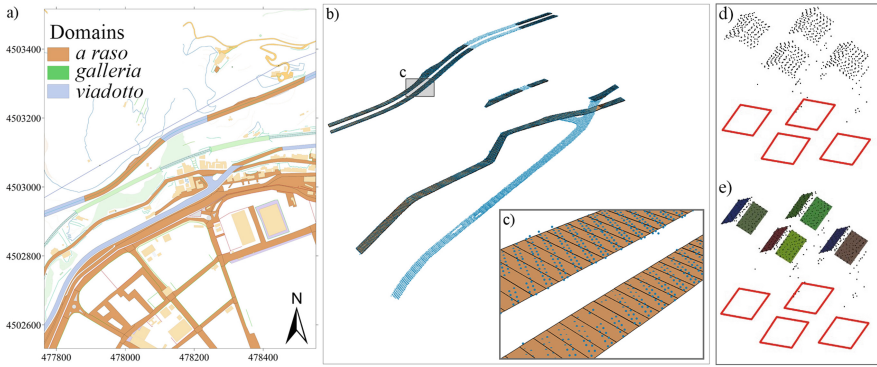 a)
Domains
a raso
galleria
viadotto
4503400
4503200
4503000
4502800
4502600
477800 478000 478200 478400
N
b)
c
c)
d)
e)